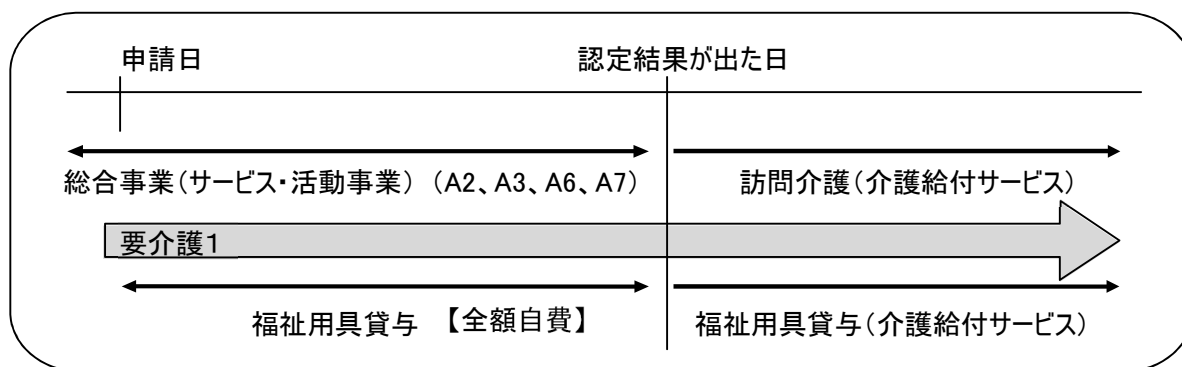 申請日 認定結果が出た日
総合事業（サービス・活動事業）（A2、A3、A6、A7） 訪問介護（介護給付サービス）
要介護１
福祉用具貸与 【全額自費】 福祉用具貸与（介護給付サービス）